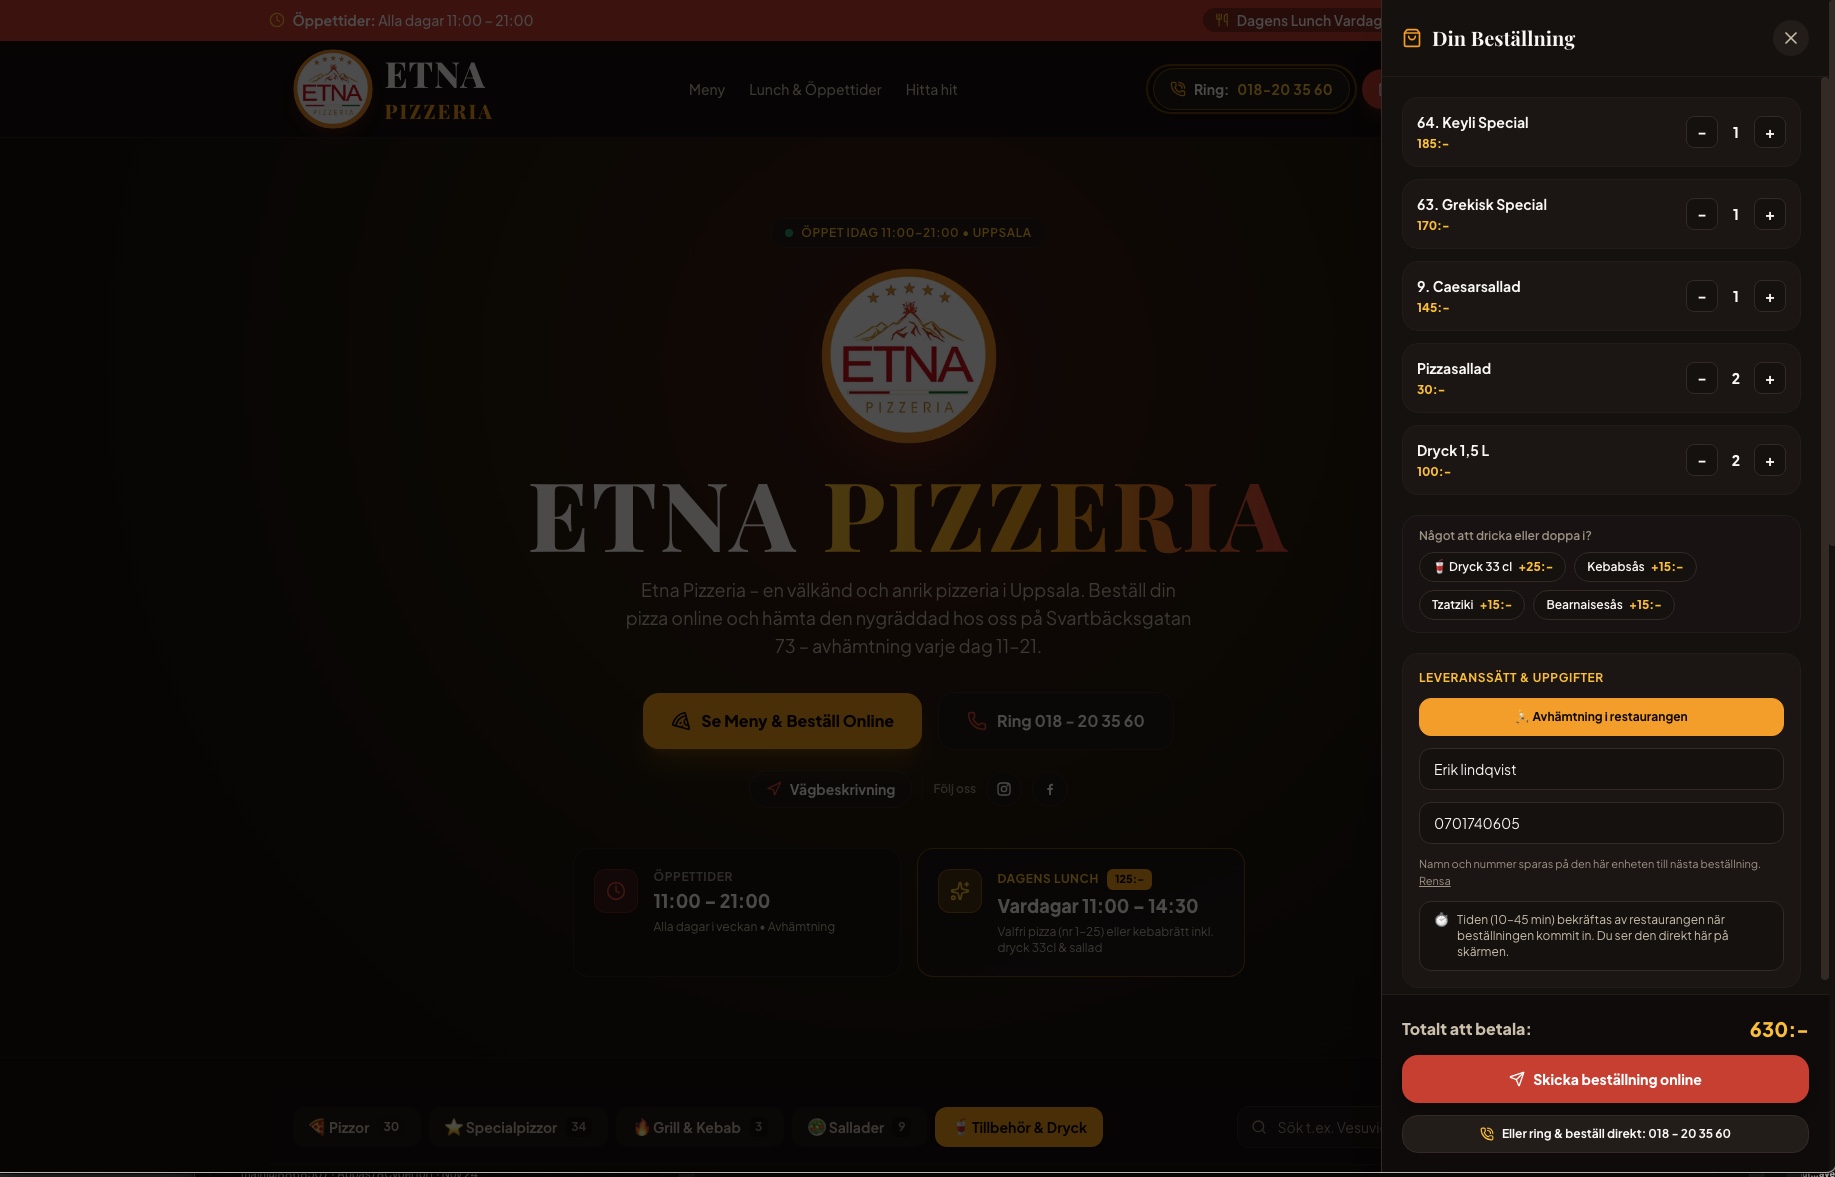 Öppettider: Alla dagar 11:00 – 21:00
Dagens Lunch Vardag
ETNA
PIZZERIA
ETNA
PIZZERIA
Meny
Lunch & Öppettider
Hitta hit
Ring: 018-20 35 60
ÖPPET IDAG 11:00–21:00 • UPPSALA
ETNA
PIZZERIA
ETNA PIZZERIA
Etna Pizzeria – en välkänd och anrik pizzeria i Uppsala. Beställ din
pizza online och hämta den nygräddad hos oss på Svartbäcksgatan
73 – avhämtning varje dag 11–21.
Se Meny & Beställ Online
Ring 018 - 20 35 60
Vägbeskrivning
Följ oss
ÖPPETTIDER
11:00 – 21:00
Alla dagar i veckan • Avhämtning
DAGENS LUNCH 125:-
Vardagar 11:00 – 14:30
Valfri pizza (nr 1–25) eller kebabrätt inkl.
dryck 33cl & sallad
Pizzor 30
Specialpizzor 34
Grill & Kebab 3
Sallader 9
Tillbehör & Dryck
Sök t.ex. Vesuvi
Din Beställning
64. Keyli Special
185:-
- 1 +
63. Grekisk Special
170:-
- 1 +
9. Caesarsallad
145:-
- 1 +
Pizzasallad
30:-
- 2 +
Dryck 1,5 L
100:-
- 2 +
Något att dricka eller doppa i?
Dryck 33 cl +25:-
Kebabsås +15:-
Tzatziki +15:-
Bearnaisesås +15:-
LEVERANSSÄTT & UPPGIFTER
Avhämtning i restaurangen
Erik lindqvist
0701740605
Namn och nummer sparas på den här enheten till nästa beställning.
Rensa
Tiden (10–45 min) bekräftas av restaurangen när
beställningen kommit in. Du ser den direkt här på
skärmen.
Totalt att betala: 630:-
Skicka beställning online
Eller ring & beställ direkt: 018 - 20 35 60